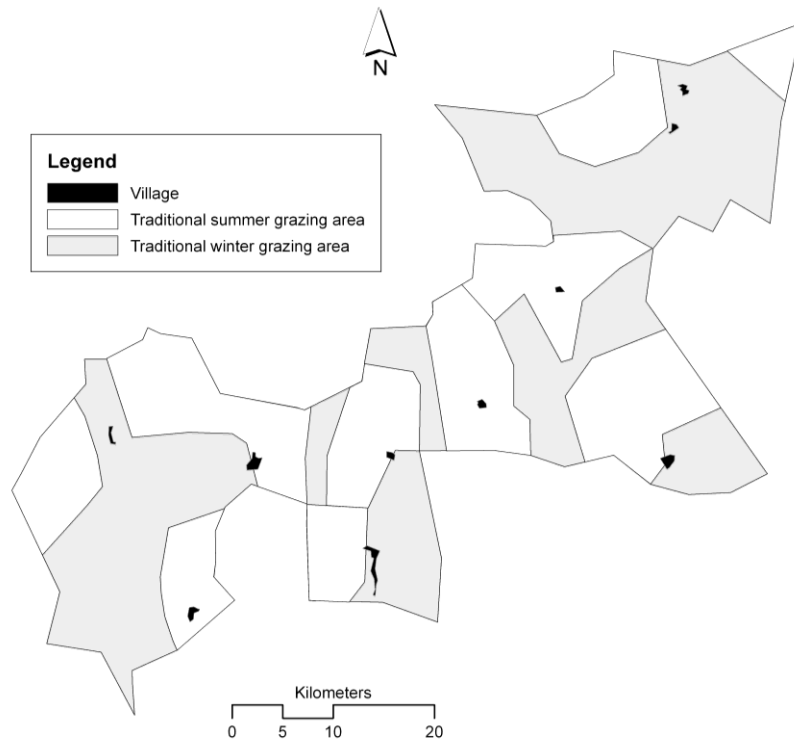 N
Legend
Village
Traditional summer grazing area
Traditional winter grazing area
Kilometers
0 5 10 20